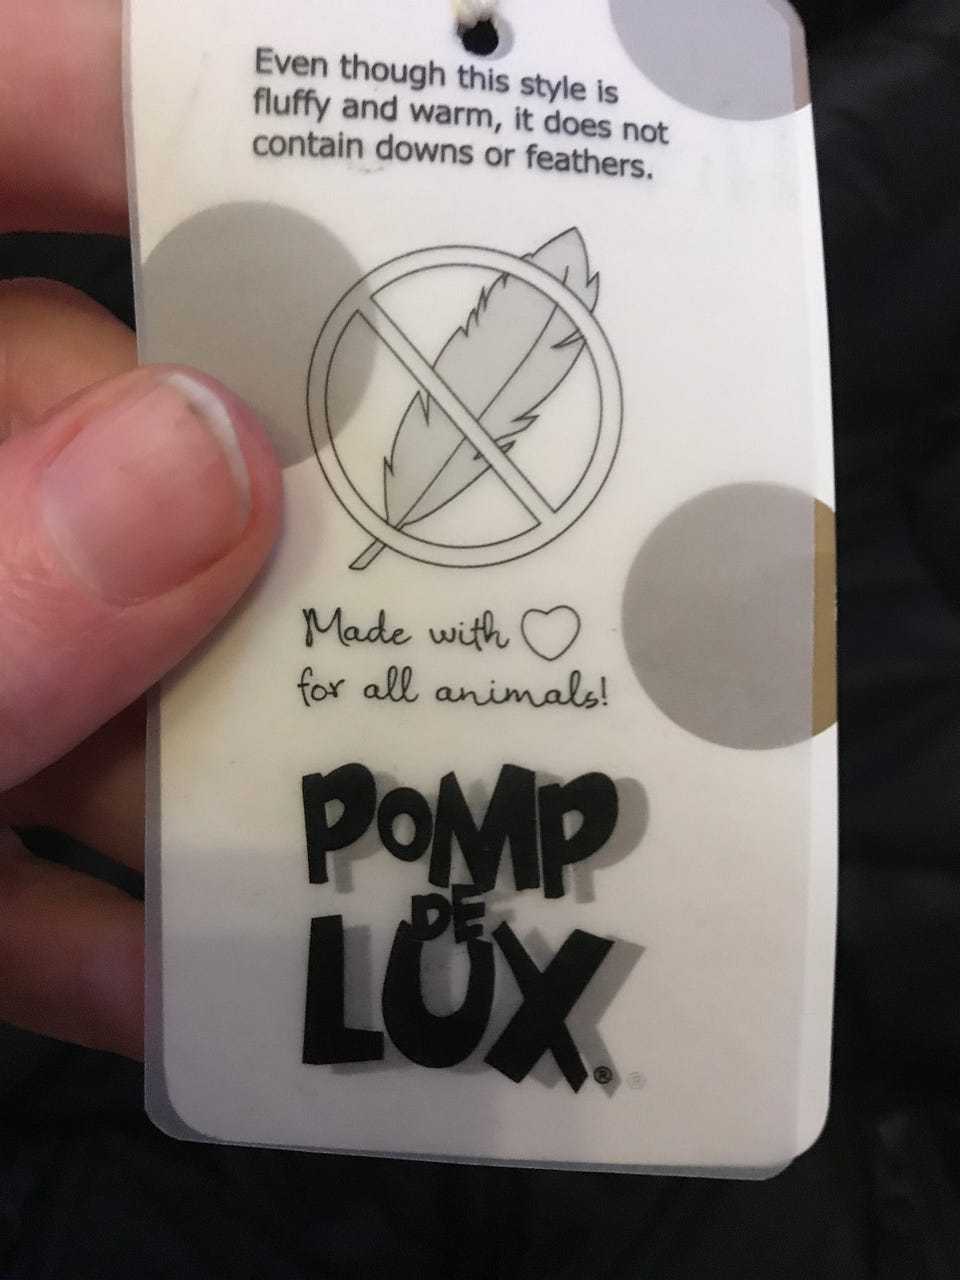 Even though this style is
fluffy and warm, it does not
contain downs or feathers.
Made with ♡
for all animals!
POMP
DE
LUX®